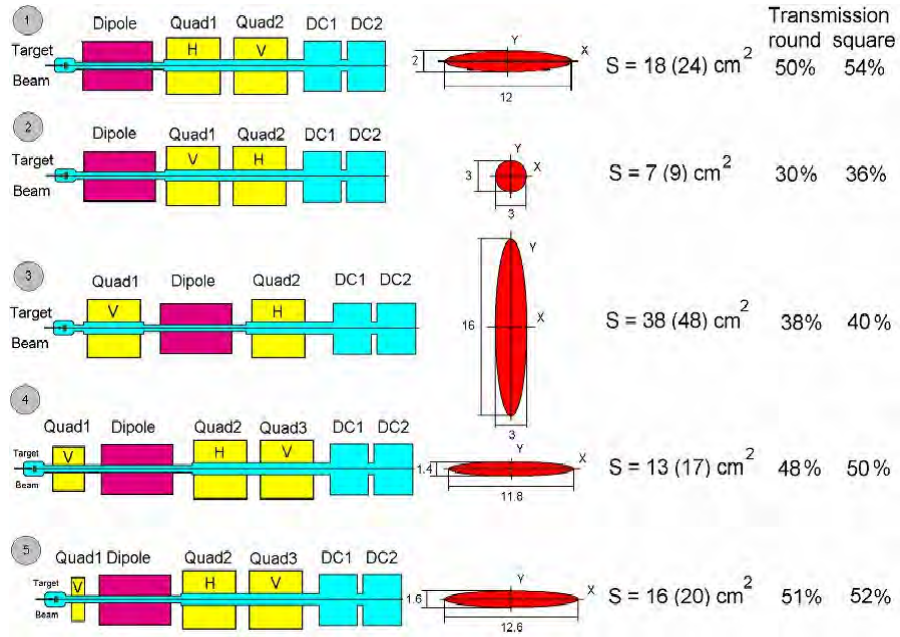 1 Dipole Quad1 Quad2 DC1 DC2 Transmission
round square
Target H V Y X
Beam 2 12 S = 18 (24) cm2 50% 54%
2 Dipole Quad1 Quad2 DC1 DC2
Target V H Y X
Beam 3 3 S = 7 (9) cm2 30% 36%
3 Quad1 Dipole Quad2 DC1 DC2 Y
Target V H X
Beam 16 3 S = 38 (48) cm2 38% 40%
4 Quad1 Dipole Quad2 Quad3 DC1 DC2
Target V H V Y X
Beam 1.4 11.8 S = 13 (17) cm2 48% 50%
5 Quad1 Dipole Quad2 Quad3 DC1 DC2
Target V H V Y X
Beam 1.6 12.6 S = 16 (20) cm2 51% 52%